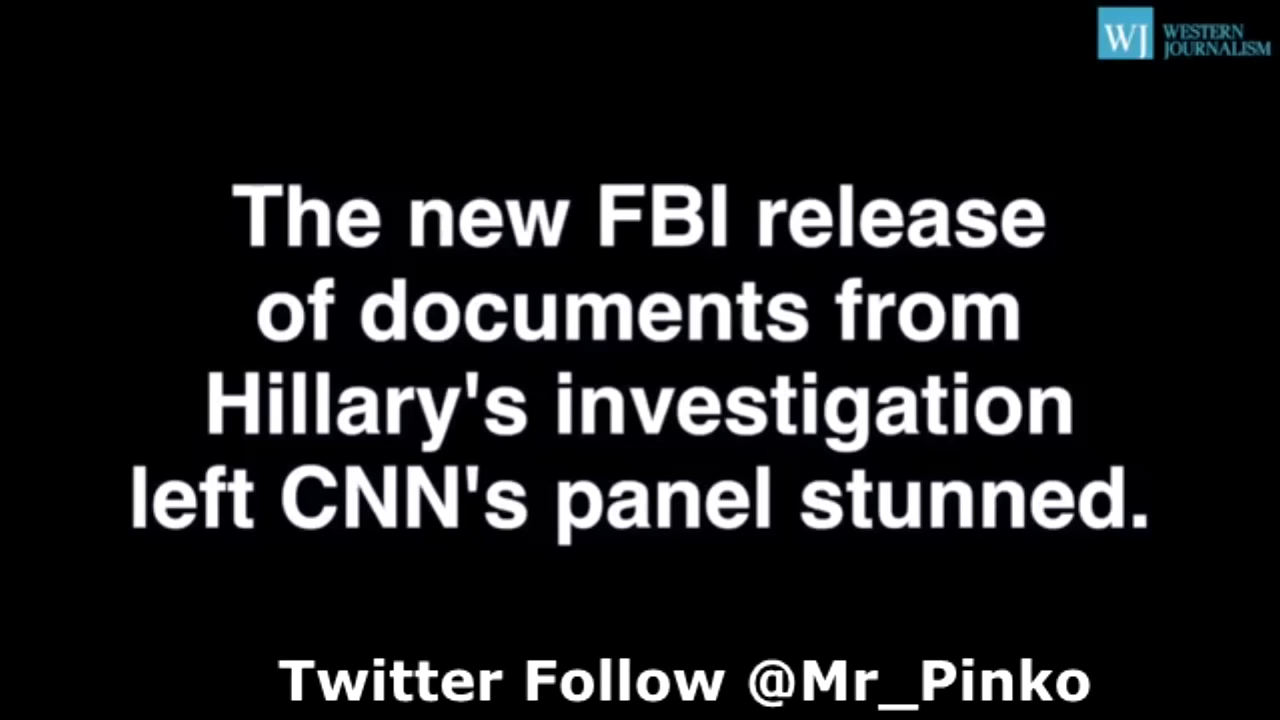 WJ WESTERN
JOURNALISM
The new FBI release
of documents from
Hillary's investigation
left CNN's panel stunned.
Twitter Follow @Mr_Pinko